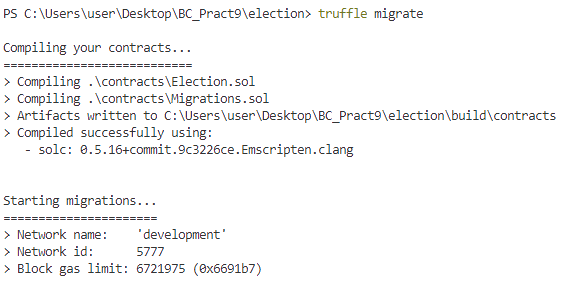 PS C:\Users\user\Desktop\BC_Pract9\election> truffle migrate
Compiling your contracts...
===========================
> Compiling .\contracts\Election.sol
> Compiling .\contracts\Migrations.sol
> Artifacts written to C:\Users\user\Desktop\BC_Pract9\election\build\contracts
> Compiled successfully using:
   - solc: 0.5.16+commit.9c3226ce.Emscripten.clang
Starting migrations...
======================
> Network name:    'development'
> Network id:      5777
> Block gas limit: 6721975 (0x6691b7)